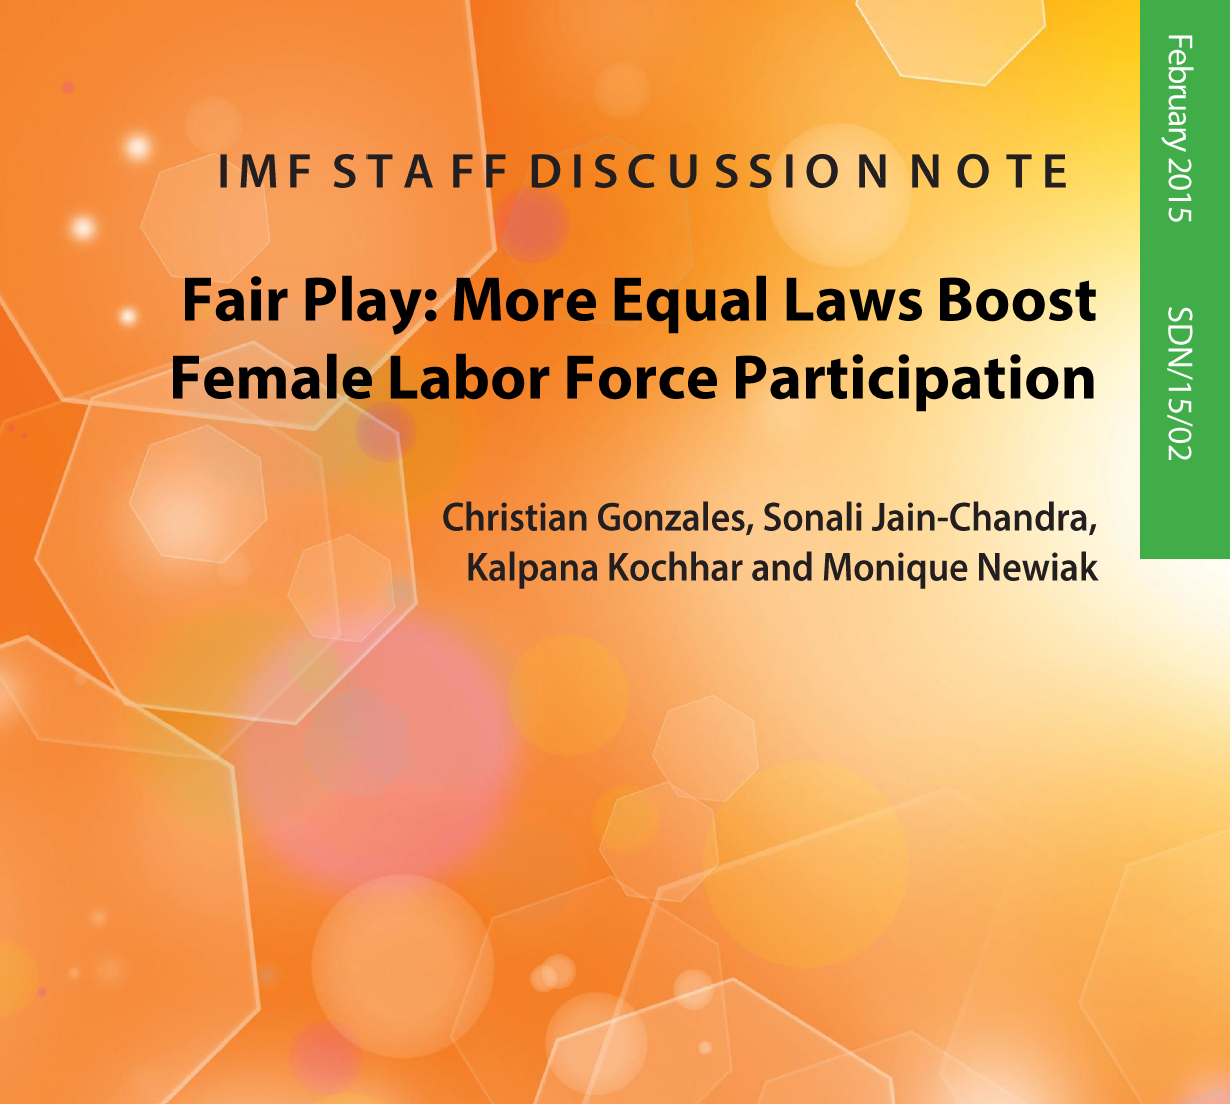 IMF STAFF DISCUSSION NOTE
Fair Play: More Equal Laws Boost
Female Labor Force Participation
Christian Gonzales, Sonali Jain-Chandra,
Kalpana Kochhar and Monique Newiak
February 2015
SDN/15/02